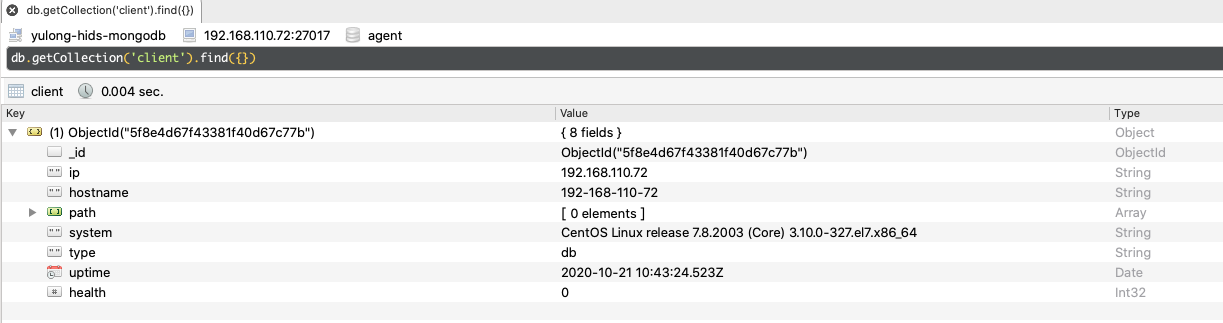 db.getCollection('client').find({})
yulong-hids-mongodb 192.168.110.72:27017 agent
db.getCollection('client').find({})
client 0.004 sec.
Key Value Type
(1) ObjectId("5f8e4d67f43381f40d67c77b") { 8 fields } Object
_id ObjectId("5f8e4d67f43381f40d67c77b") ObjectId
ip 192.168.110.72 String
hostname 192-168-110-72 String
path [ 0 elements ] Array
system CentOS Linux release 7.8.2003 (Core) 3.10.0-327.el7.x86_64 String
type db String
uptime 2020-10-21 10:43:24.523Z Date
health 0 Int32